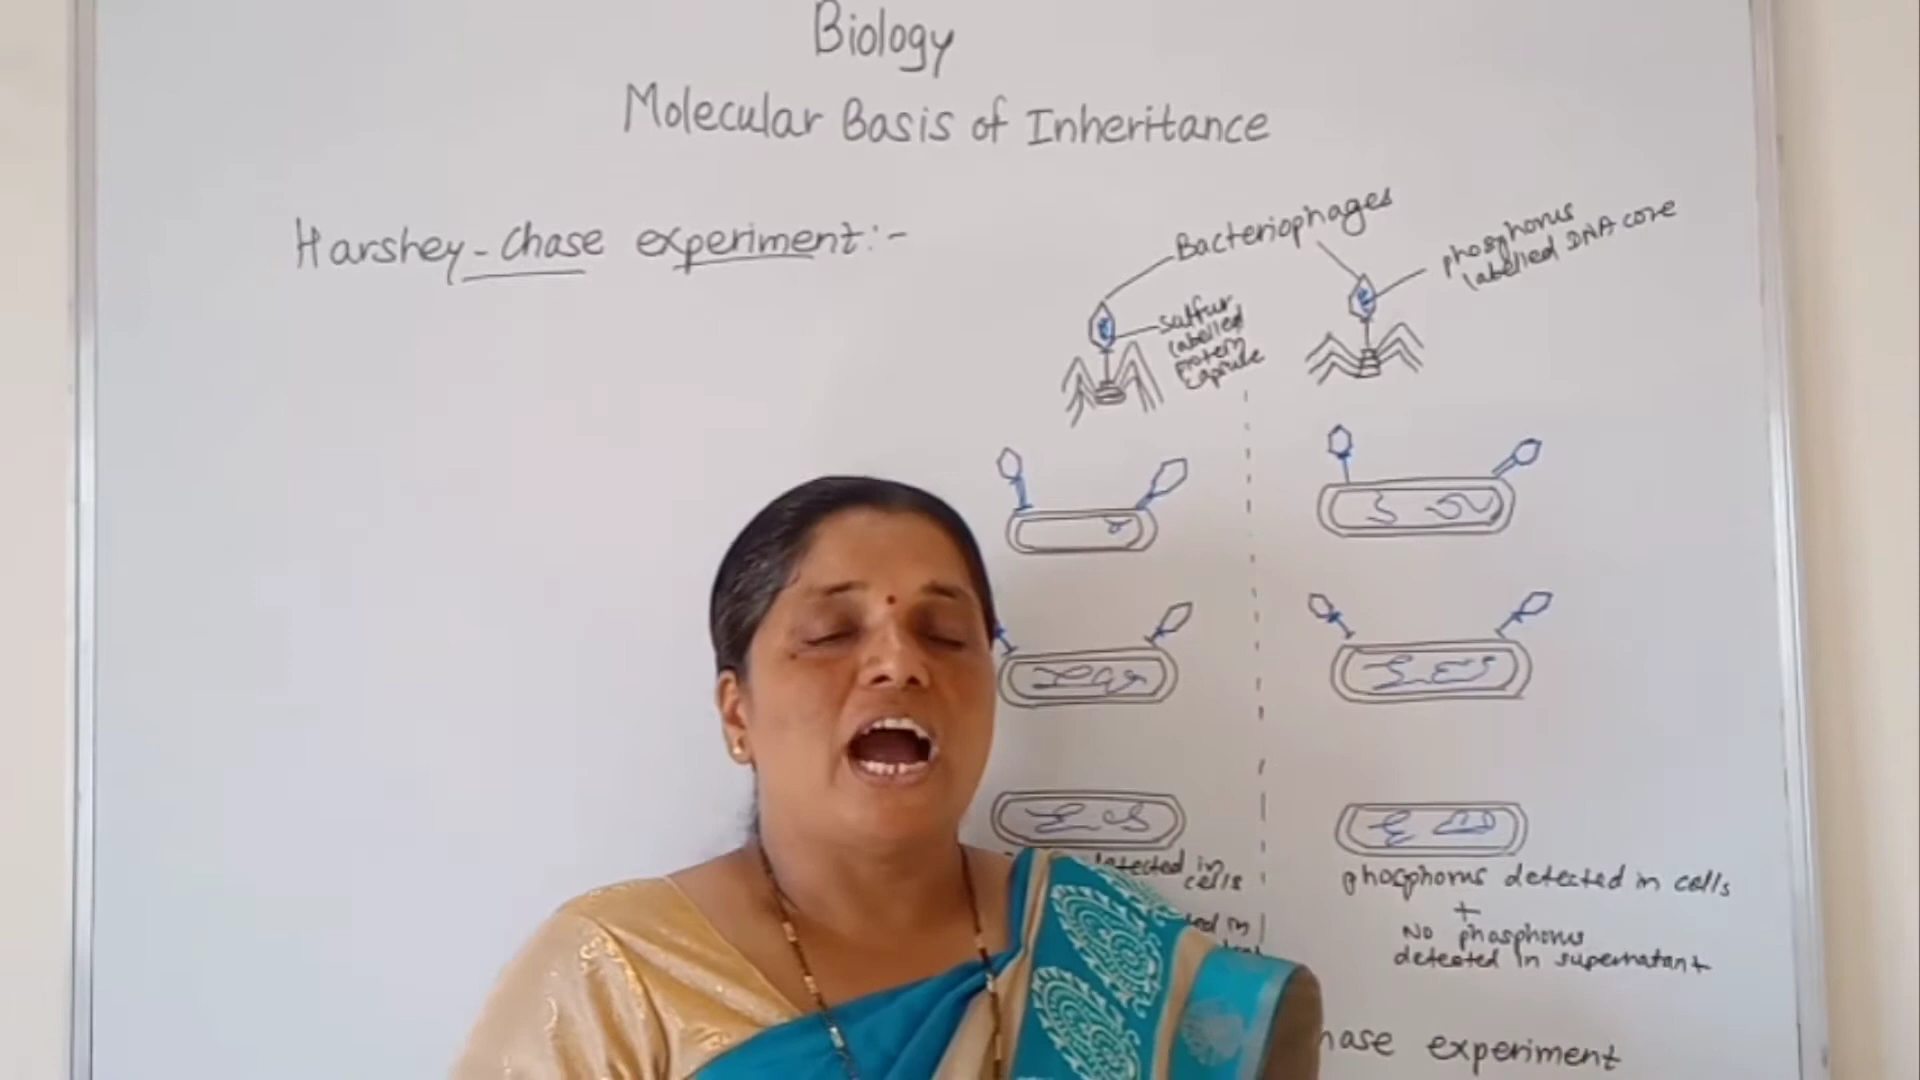 Biology
Molecular Basis of Inheritance
Harshey-Chase experiment:-
Bacteriophages
phosphorus
labelled DNA core
Sulfur
labelled
protein
capsule
detected in
cells
in
phosphorus detected in cells
+
No phosphorus
detected in supernatant
experiment